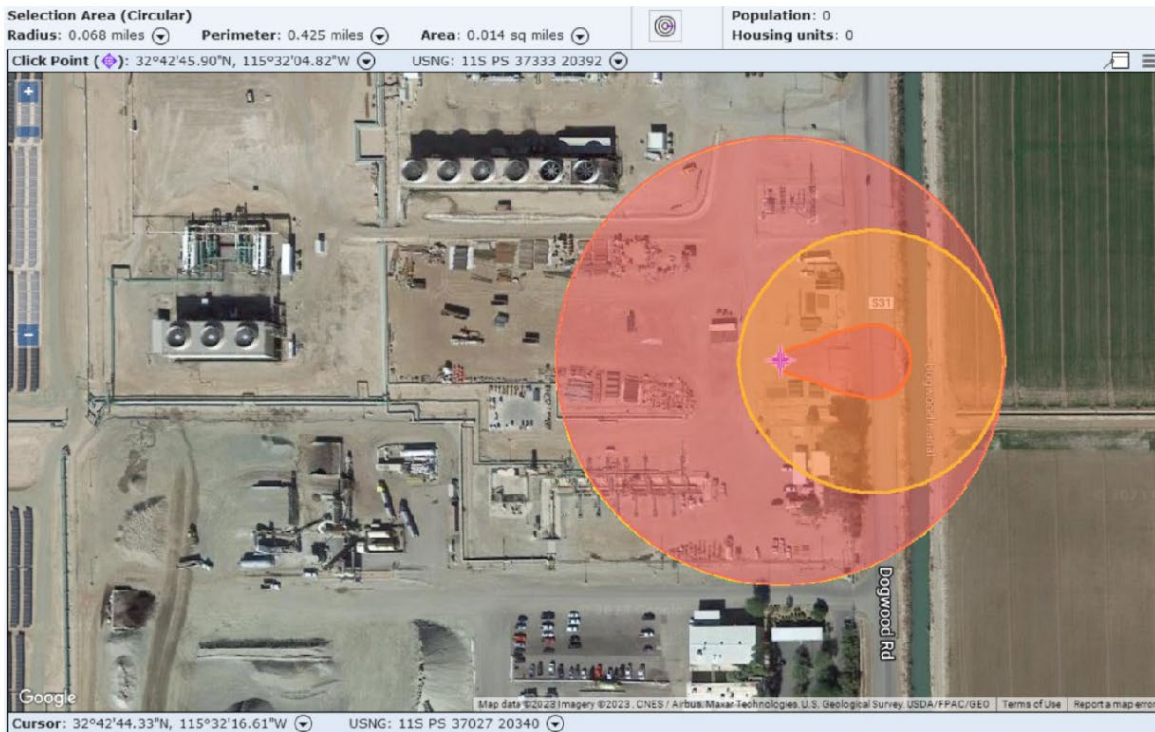 Selection Area (Circular)
Radius: 0.068 miles Perimeter: 0.425 miles Area: 0.014 sq miles
Population: 0
Housing units: 0
Click Point ( ): 32°42'45.90"N, 115°32'04.82"W USNG: 11S PS 37333 20392
+
S31
Dogwood Canal
−
Dogwood Rd
Google
Map data ©2023 Imagery ©2023 , CNES / Airbus, Maxar Technologies, U.S. Geological Survey, USDA/FPAC/GEO Terms of Use Report a map error
Cursor: 32°42'44.33"N, 115°32'16.61"W USNG: 11S PS 37027 20340